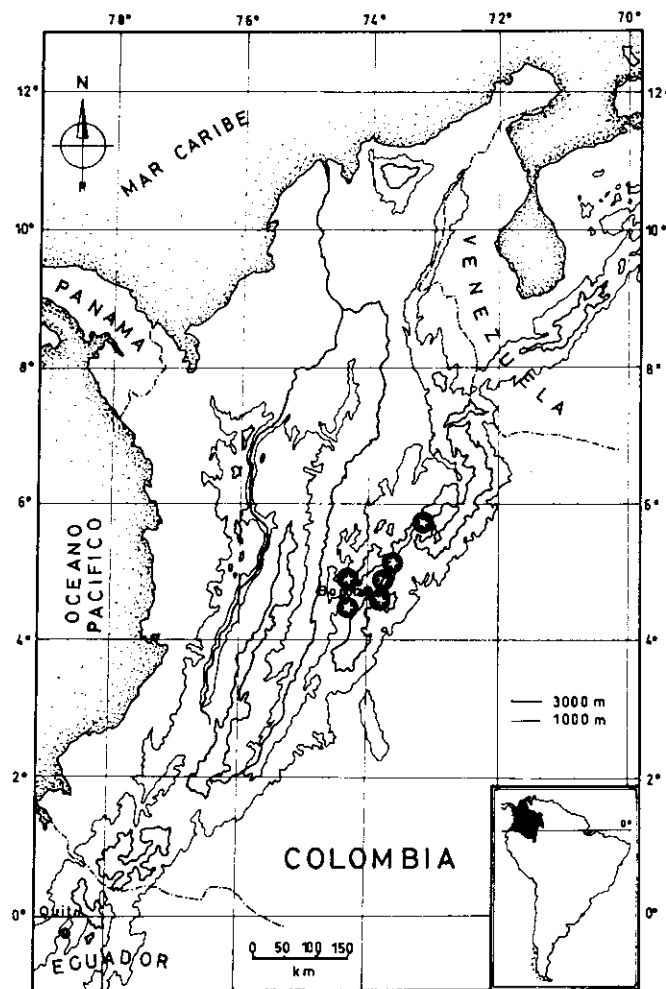 78° 76° 74° 72° 70°
12° 12°
N
MAR CARIBE
10° 10°
VENEZUELA
PANAMA
8° 8°
6° 6°
OCEANO
PACIFICO
4° 4°
3000 m
1000 m
2° 2°
0°
COLOMBIA
0° 0°
Quito
ECUADOR
0 50 100 150
km